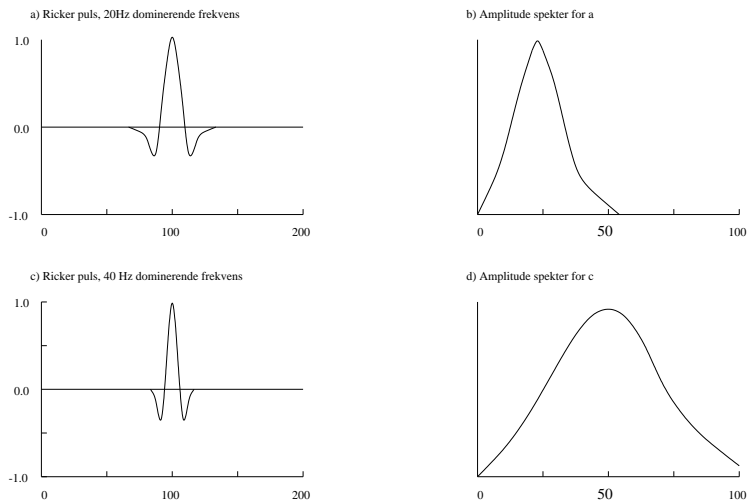 a) Ricker puls, 20Hz dominerende frekvens
1.0
0.0
-1.0
0 100 200
b) Amplitude spekter for a
0 50 100
c) Ricker puls, 40 Hz dominerende frekvens
1.0
0.0
-1.0
0 100 200
d) Amplitude spekter for c
0 50 100